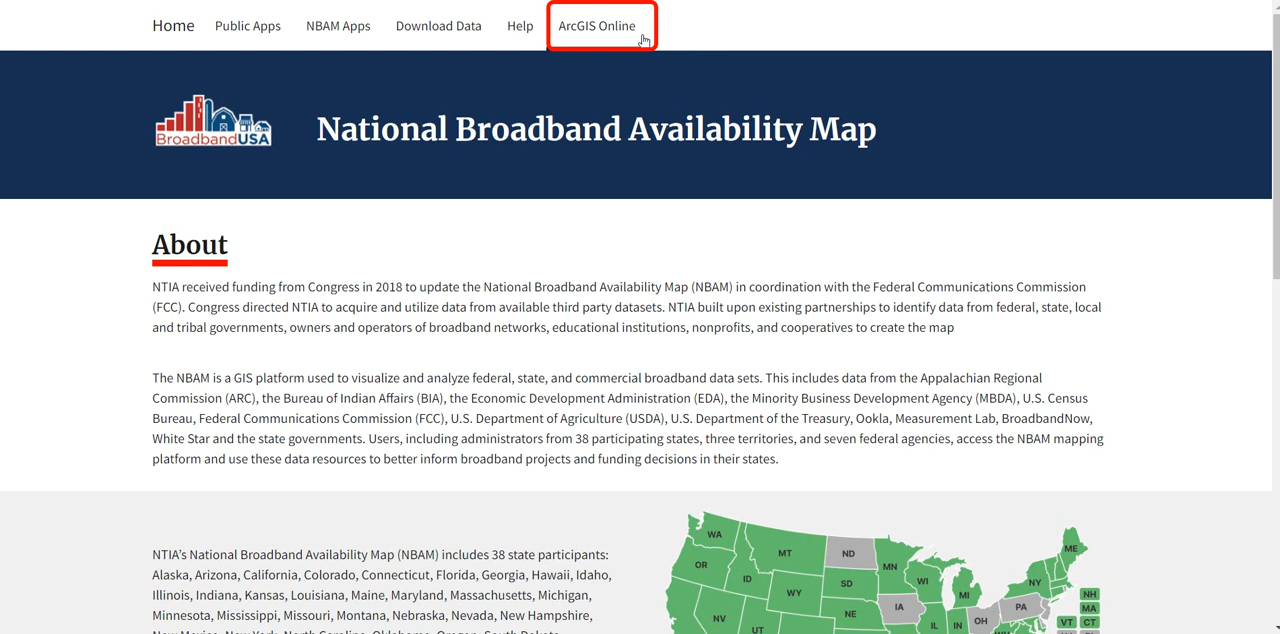 Home Public Apps NBAM Apps Download Data Help ArcGIS Online
BroadbandUSA
National Broadband Availability Map
About
NTIA received funding from Congress in 2018 to update the National Broadband Availability Map (NBAM) in coordination with the Federal Communications Commission
(FCC). Congress directed NTIA to acquire and utilize data from available third party datasets. NTIA built upon existing partnerships to identify data from federal, state, local
and tribal governments, owners and operators of broadband networks, educational institutions, nonprofits, and cooperatives to create the map
The NBAM is a GIS platform used to visualize and analyze federal, state, and commercial broadband data sets. This includes data from the Appalachian Regional
Commission (ARC), the Bureau of Indian Affairs (BIA), the Economic Development Administration (EDA), the Minority Business Development Agency (MBDA), U.S. Census
Bureau, Federal Communications Commission (FCC), U.S. Department of Agriculture (USDA), U.S. Department of the Treasury, Ookla, Measurement Lab, BroadbandNow,
White Star and the state governments. Users, including administrators from 38 participating states, three territories, and seven federal agencies, access the NBAM mapping
platform and use these data resources to better inform broadband projects and funding decisions in their states.
NTIA's National Broadband Availability Map (NBAM) includes 38 state participants:
Alaska, Arizona, California, Colorado, Connecticut, Florida, Georgia, Hawaii, Idaho,
Illinois, Indiana, Kansas, Louisiana, Maine, Maryland, Massachusetts, Michigan,
Minnesota, Mississippi, Missouri, Montana, Nebraska, Nevada, New Hampshire,
WA
MT
ND
MN
ME
OR
ID
SD
WI
NY
WY
MI
NH
IA
PA
MA
NV
NE
OH
VT CT
UT
IL
IN